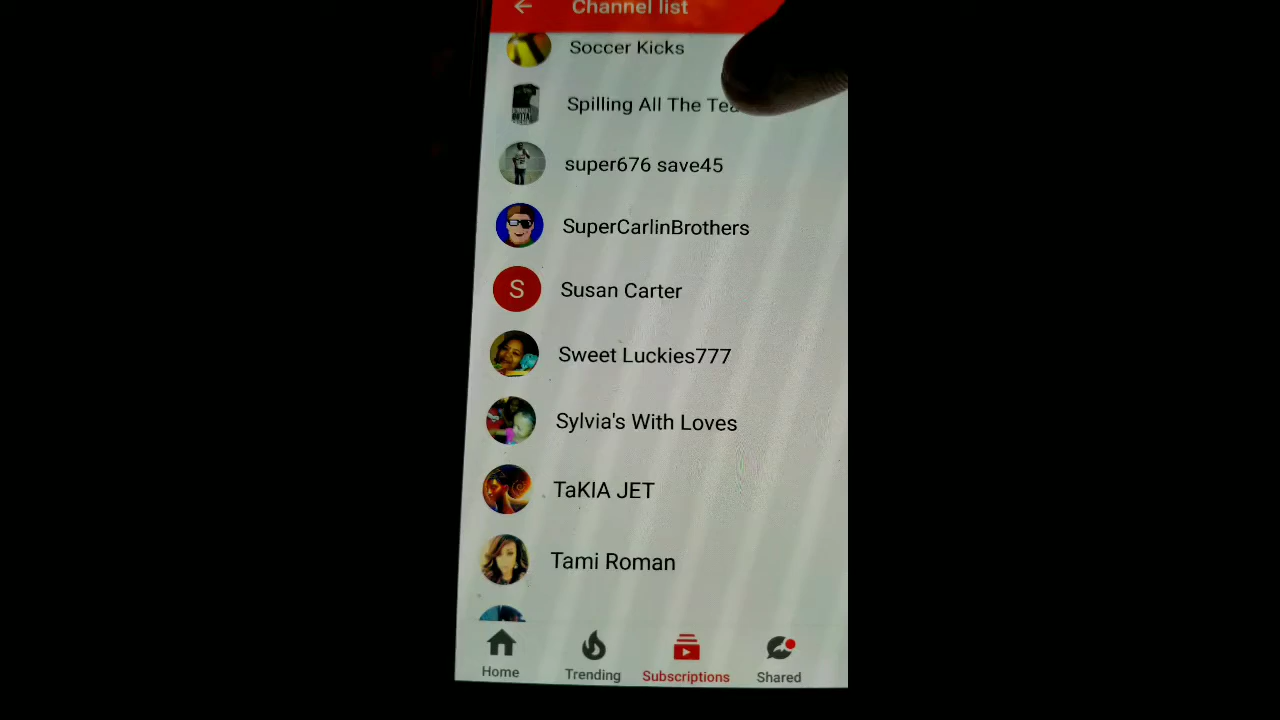 Channel list
Soccer Kicks
Spilling All The Tea
super676 save45
SuperCarlinBrothers
S
Susan Carter
Sweet Luckies777
Sylvia's With Loves
TaKIA JET
Tami Roman
Home
Trending
Subscriptions
Shared